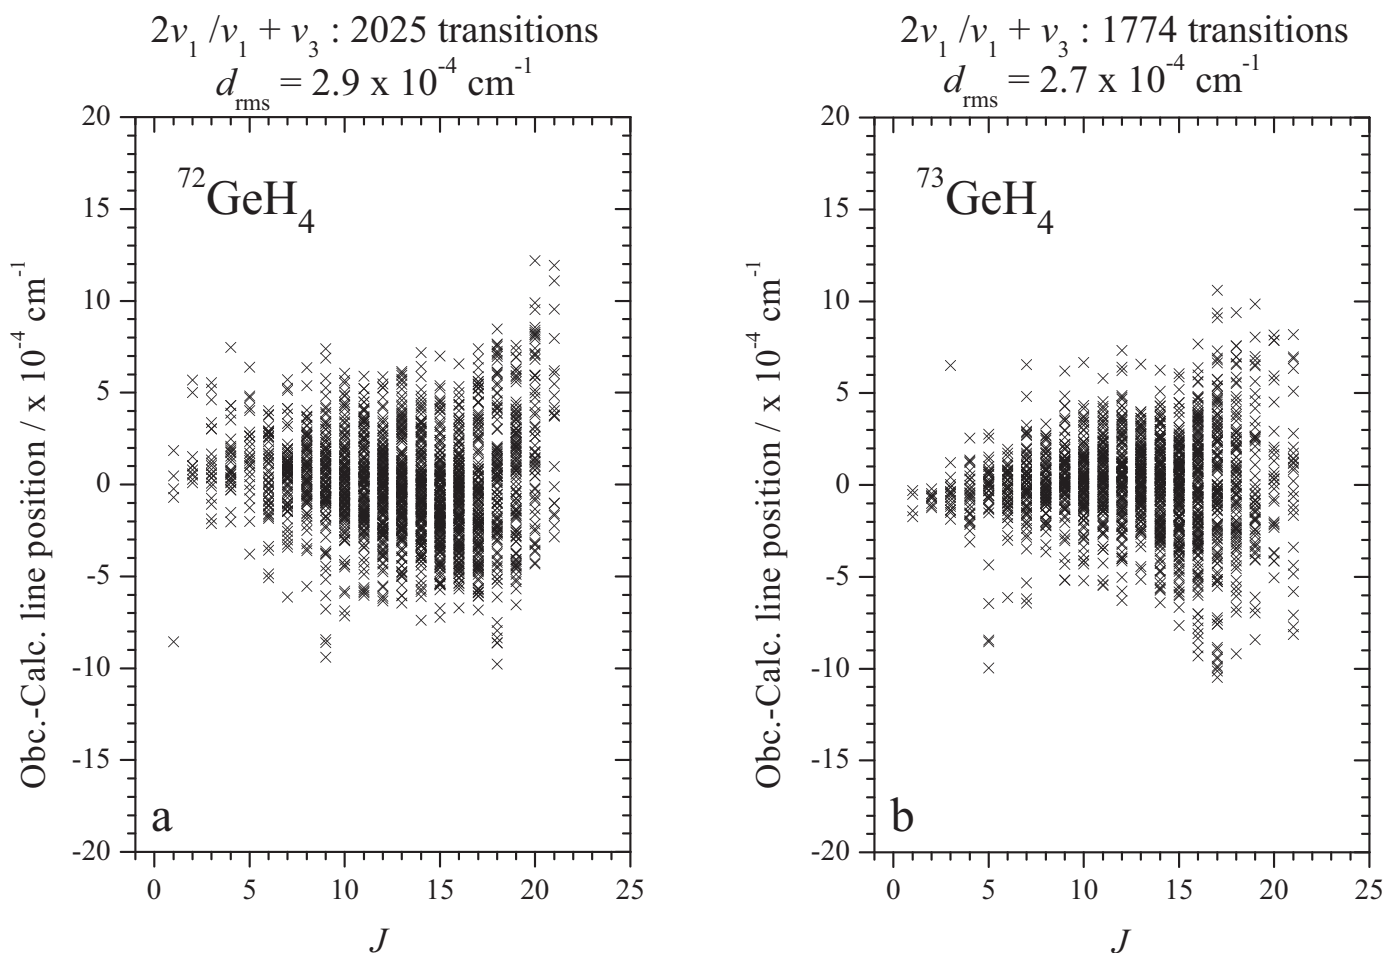 2ν₁ /ν₁ + ν₃ : 2025 transitions
d_rms = 2.9 x 10⁻⁴ cm⁻¹
20
15
10
5
0
-5
-10
-15
-20
Obc.-Calc. line position / x 10⁻⁴ cm⁻¹
⁷²GeH₄
a
0 5 10 15 20 25
J
2ν₁ /ν₁ + ν₃ : 1774 transitions
d_rms = 2.7 x 10⁻⁴ cm⁻¹
20
15
10
5
0
-5
-10
-15
-20
Obc.-Calc. line position / x 10⁻⁴ cm⁻¹
⁷³GeH₄
b
0 5 10 15 20 25
J